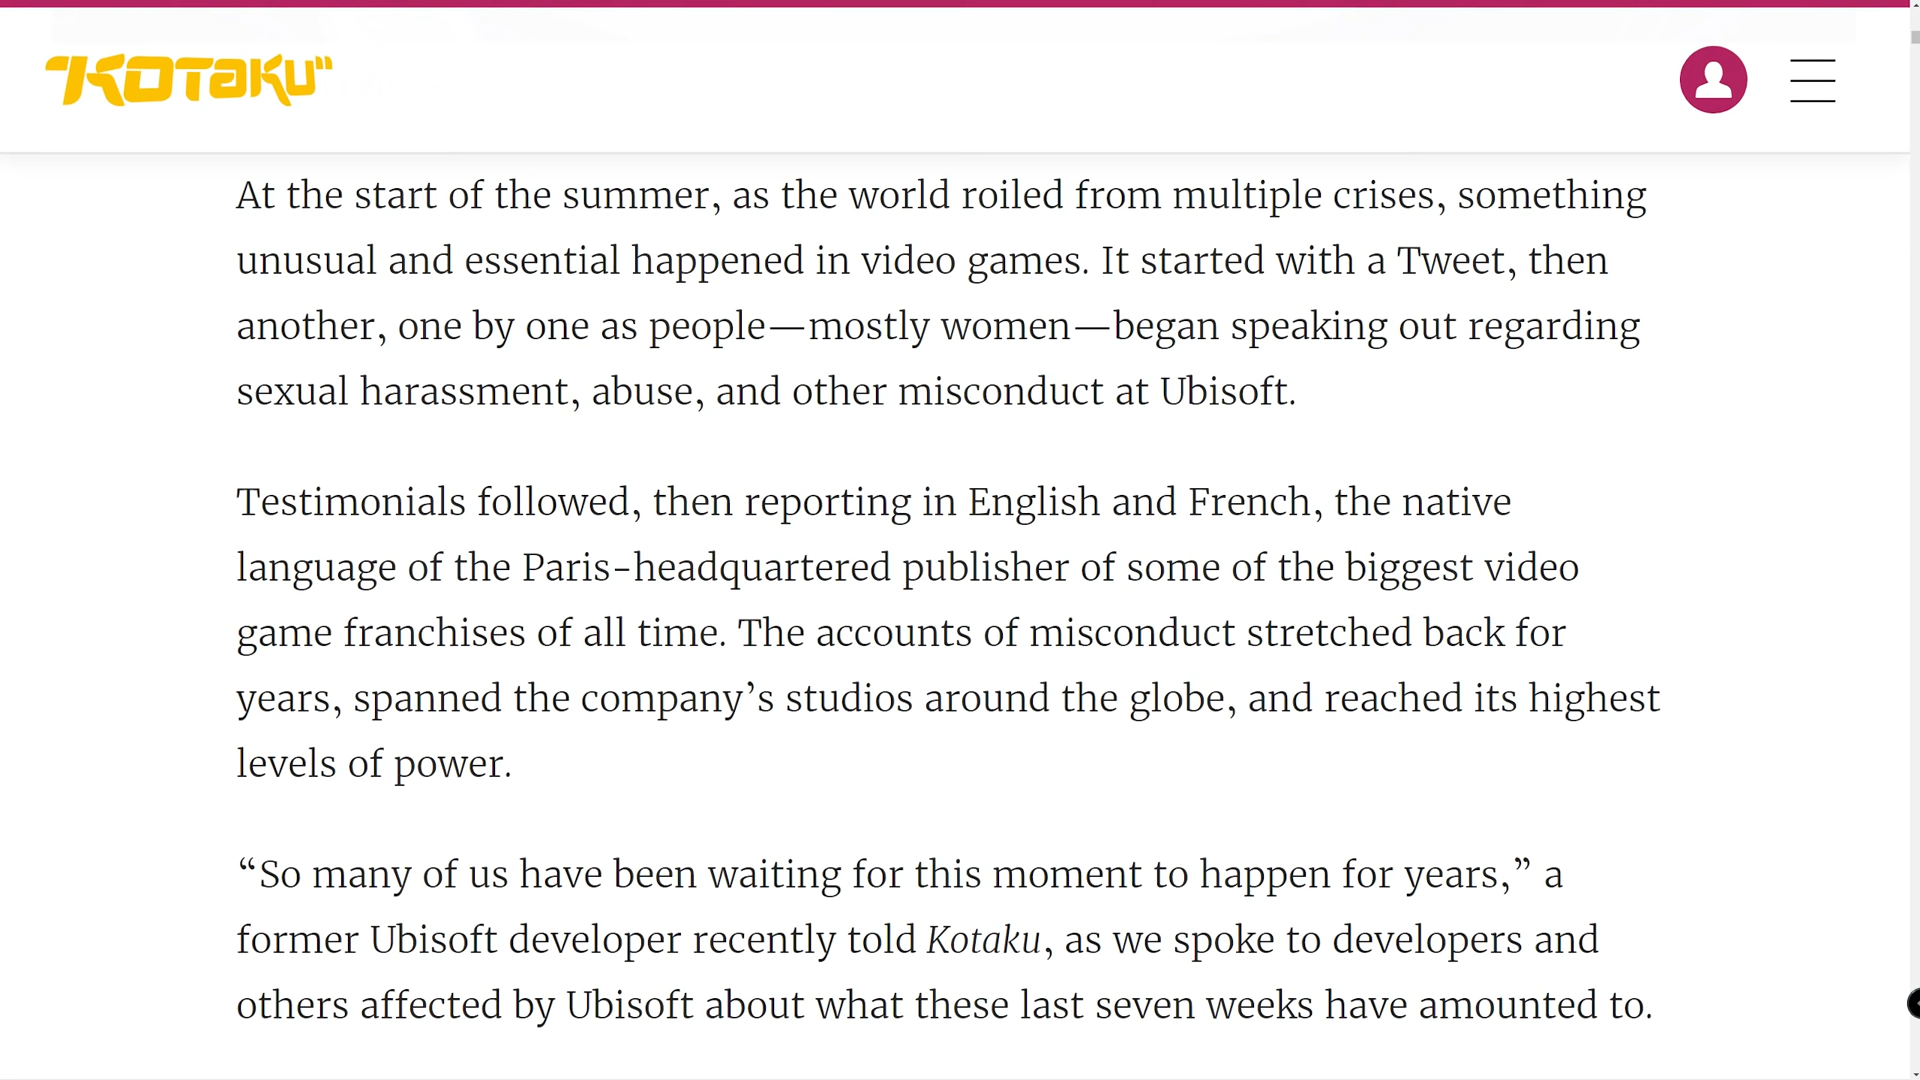 "KOTaKU"
At the start of the summer, as the world roiled from multiple crises, something
unusual and essential happened in video games. It started with a Tweet, then
another, one by one as people—mostly women—began speaking out regarding
sexual harassment, abuse, and other misconduct at Ubisoft.
Testimonials followed, then reporting in English and French, the native
language of the Paris-headquartered publisher of some of the biggest video
game franchises of all time. The accounts of misconduct stretched back for
years, spanned the company’s studios around the globe, and reached its highest
levels of power.
“So many of us have been waiting for this moment to happen for years,” a
former Ubisoft developer recently told Kotaku, as we spoke to developers and
others affected by Ubisoft about what these last seven weeks have amounted to.